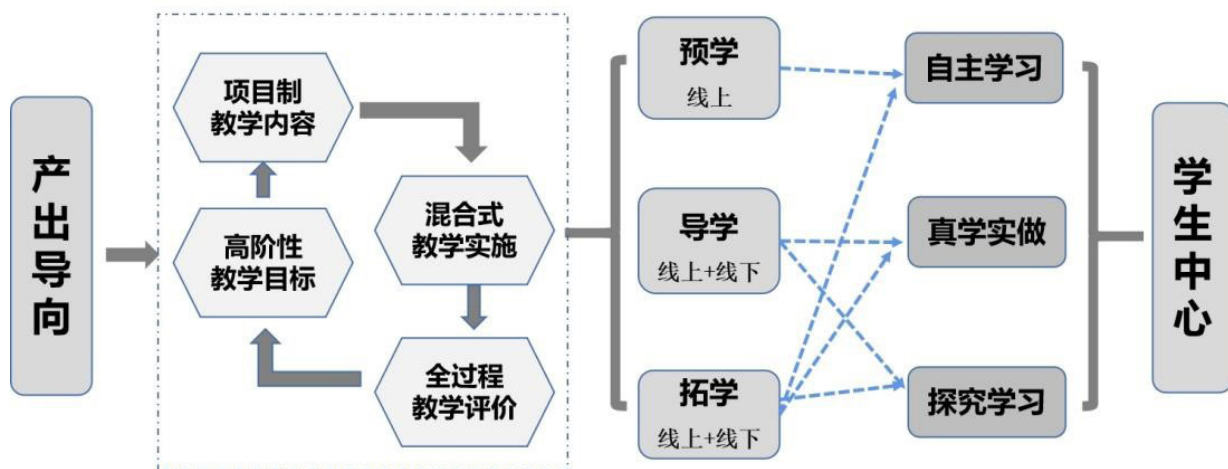 产出导向
项目制
教学内容
高阶性
教学目标
混合式
教学实施
全过程
教学评价
预学
线上
导学
线上+线下
拓学
线上+线下
自主学习
真学实做
探究学习
学生中心